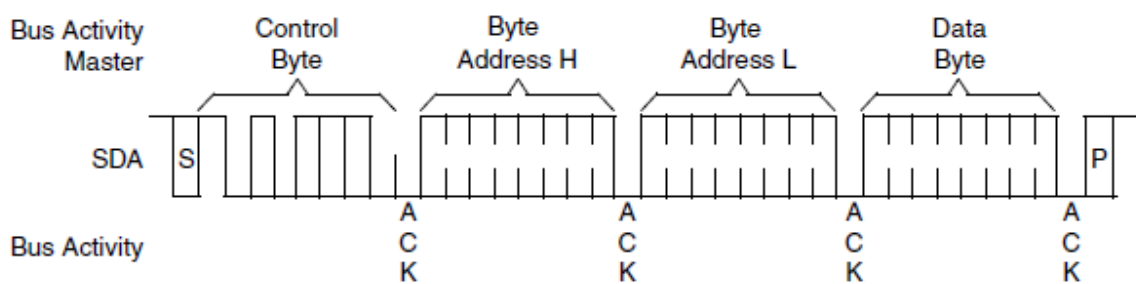 Bus Activity
Master
Control
Byte
Byte
Address H
Byte
Address L
Data
Byte
SDA
S
P
Bus Activity
A
C
K
A
C
K
A
C
K
A
C
K